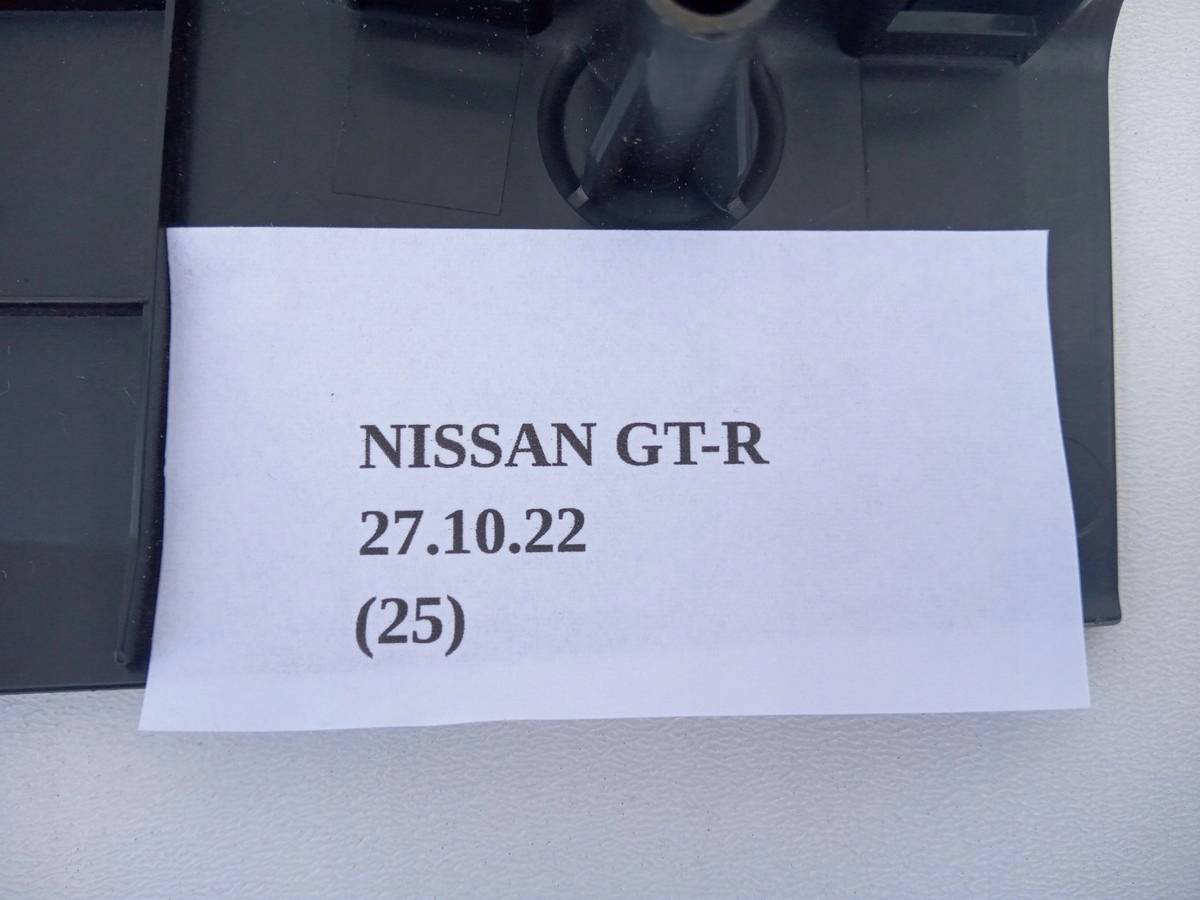 NISSAN GT-R
27.10.22
(25)